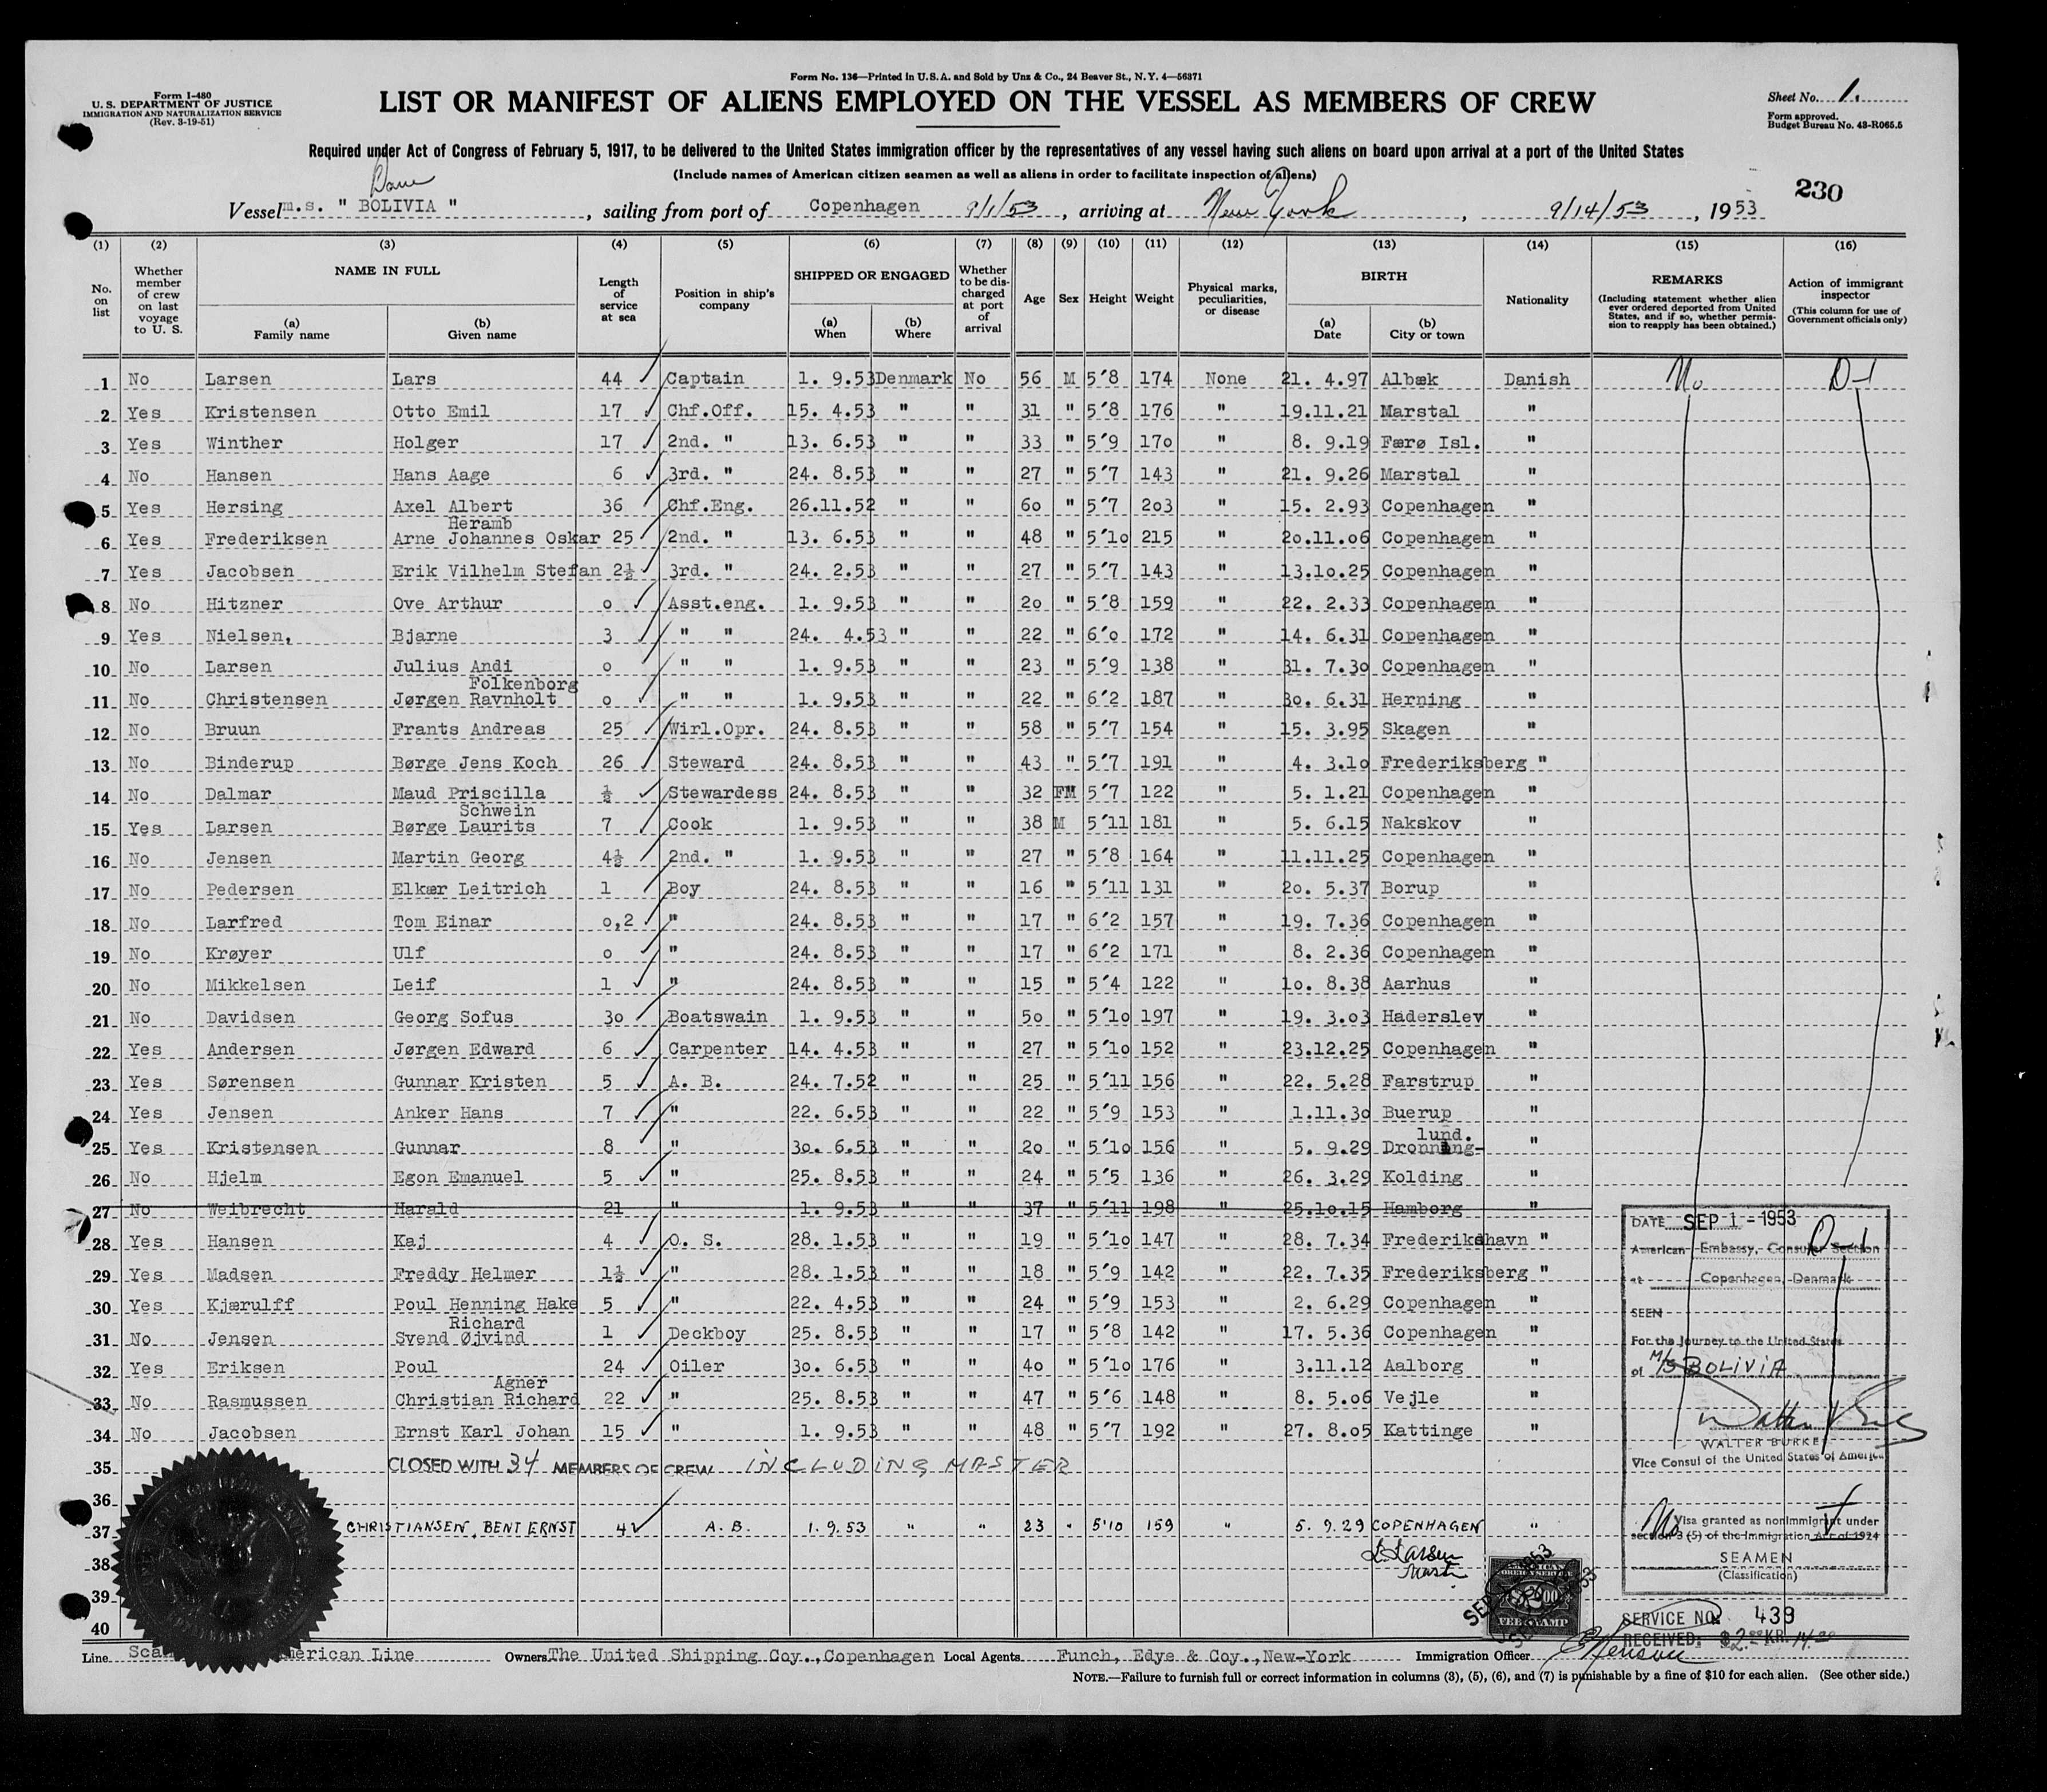 Form No. 136—Printed in U.S.A. and Sold by Unz & Co., 24 Beaver St., N.Y. 4—56371
Form I-480
U. S. DEPARTMENT OF JUSTICE
IMMIGRATION AND NATURALIZATION SERVICE
(Rev. 3-19-51)
LIST OR MANIFEST OF ALIENS EMPLOYED ON THE VESSEL AS MEMBERS OF CREW
Sheet No. 1.
Form approved.
Budget Bureau No. 43-R065.5
Required under Act of Congress of February 5, 1917, to be delivered to the United States immigration officer by the representatives of any vessel having such aliens on board upon arrival at a port of the United States
(Include names of American citizen seamen as well as aliens in order to facilitate inspection of aliens)
230
Dane
Vessel m.s. " BOLIVIA " , sailing from port of Copenhagen 9/1/53 , arriving at New York , 9/14/53 , 1953
(1) (2) (3) (4) (5) (6) (7) (8) (9) (10) (11) (12) (13) (14) (15) (16)
No. on list
Whether member of crew on last voyage to U. S.
NAME IN FULL
(a) Family name
(b) Given name
Length of service at sea
Position in ship's company
SHIPPED OR ENGAGED
(a) When
(b) Where
Whether to be discharged at port of arrival
Age
Sex
Height
Weight
Physical marks, peculiarities, or disease
BIRTH
(a) Date
(b) City or town
Nationality
REMARKS
(Including statement whether alien ever ordered deported from United States, and if so, whether permission to reapply has been obtained.)
Action of immigrant inspector
(This column for use of Government officials only)
1 No Larsen Lars 44 Captain 1. 9.53 Denmark No 56 M 5'8 174 None 21. 4.97 Albæk Danish No D-1
2 Yes Kristensen Otto Emil 17 Chf.Off. 15. 4.53 " " 31 " 5'8 176 " 19.11.21 Marstal "
3 Yes Winther Holger 17 2nd. " 13. 6.53 " " 33 " 5'9 170 " 8. 9.19 Færø Isl. "
4 No Hansen Hans Aage 6 3rd. " 24. 8.53 " " 27 " 5'7 143 " 21. 9.26 Marstal "
5 Yes Hersing Axel Albert 36 Chf.Eng. 26.11.52 " " 60 " 5'7 203 " 15. 2.93 Copenhagen "
Heramb
6 Yes Frederiksen Arne Johannes Oskar 25 2nd. " 13. 6.53 " " 48 " 5'10 215 " 20.11.06 Copenhagen "
7 Yes Jacobsen Erik Vilhelm Stefan 2½ 3rd. " 24. 2.53 " " 27 " 5'7 143 " 13.10.25 Copenhagen "
8 No Hitzner Ove Arthur 0 Asst.eng. 1. 9.53 " " 20 " 5'8 159 " 22. 2.33 Copenhagen "
9 Yes Nielsen, Bjarne 3 " " 24. 4.53 " " 22 " 6'0 172 " 14. 6.31 Copenhagen "
10 No Larsen Julius Andi 0 " " 1. 9.53 " " 23 " 5'9 138 " 31. 7.30 Copenhagen "
Folkenborg
11 No Christensen Jørgen Ravnholt 0 " " 1. 9.53 " " 22 " 6'2 187 " 30. 6.31 Herning "
12 No Bruun Frants Andreas 25 Wirl.Opr. 24. 8.53 " " 58 " 5'7 154 " 15. 3.95 Skagen "
13 No Binderup Børge Jens Koch 26 Steward 24. 8.53 " " 43 " 5'7 191 " 4. 3.10 Frederiksberg "
14 No Dalmar Maud Priscilla ½ Stewardess 24. 8.53 " " 32 FM 5'7 122 " 5. 1.21 Copenhagen "
Schwein
15 Yes Larsen Børge Laurits 7 Cook 1. 9.53 " " 38 M 5'11 181 " 5. 6.15 Nakskov "
16 No Jensen Martin Georg 4½ 2nd. " 1. 9.53 " " 27 " 5'8 164 " 11.11.25 Copenhagen "
17 No Pedersen Elkær Leitrich 1 Boy 24. 8.53 " " 16 " 5'11 131 " 20. 5.37 Borup "
18 No Larfred Tom Einar 0,2 " 24. 8.53 " " 17 " 6'2 157 " 19. 7.36 Copenhagen "
19 No Krøyer Ulf 0 " 24. 8.53 " " 17 " 6'2 171 " 8. 2.36 Copenhagen "
20 No Mikkelsen Leif 1 " 24. 8.53 " " 15 " 5'4 122 " 10. 8.38 Aarhus "
21 No Davidsen Georg Sofus 30 Boatswain 1. 9.53 " " 50 " 5'10 197 " 19. 3.03 Haderslev "
22 Yes Andersen Jørgen Edward 6 Carpenter 14. 4.53 " " 27 " 5'10 152 " 23.12.25 Copenhagen "
23 Yes Sørensen Gunnar Kristen 5 A. B. 24. 7.52 " " 25 " 5'11 156 " 22. 5.28 Farstrup "
24 Yes Jensen Anker Hans 7 " 22. 6.53 " " 22 " 5'9 153 " 1.11.30 Buerup "
lund.
25 Yes Kristensen Gunnar 8 " 30. 6.53 " " 20 " 5'10 156 " 5. 9.29 Dronning- "
26 No Hjelm Egon Emanuel 5 " 25. 8.53 " " 24 " 5'5 136 " 26. 3.29 Kolding "
27 No Weibrecht Harald 21 " 1. 9.53 " " 37 " 5'11 198 " 25.10.15 Hamborg "
28 Yes Hansen Kaj 4 O. S. 28. 1.53 " " 19 " 5'10 147 " 28. 7.34 Frederikshavn "
29 Yes Madsen Freddy Helmer 1½ " 28. 1.53 " " 18 " 5'9 142 " 22. 7.35 Frederiksberg "
30 Yes Kjærulff Poul Henning Hake 5 " 22. 4.53 " " 24 " 5'9 153 " 2. 6.29 Copenhagen "
Richard
31 No Jensen Svend Øjvind 1 Deckboy 25. 8.53 " " 17 " 5'8 142 " 17. 5.36 Copenhagen "
32 Yes Eriksen Poul 24 Oiler 30. 6.53 " " 40 " 5'10 176 " 3.11.12 Aalborg "
Agner
33 No Rasmussen Christian Richard 22 " 25. 8.53 " " 47 " 5'6 148 " 8. 5.06 Vejle "
34 No Jacobsen Ernst Karl Johan 15 " 1. 9.53 " " 48 " 5'7 192 " 27. 8.05 Kattinge "
35 CLOSED WITH 34 MEMBERS OF CREW INCLUDING MASTER
36
37 CHRISTIANSEN, BENT ERNST 4 A.B. 1.9.53 " " 23 " 5'10 159 " 5.9.29 COPENHAGEN "
38
39
40
L. Larsen
Master
DATE SEP 1 - 1953
American Embassy, Consular Section
D-1
at Copenhagen, Denmark
SEEN
For the Journey to the United States
of M/S BOLIVIA
WALTER BURKE
Vice Consul of the United States of America
No Visa granted as nonimmigrant under
section 3 (5) of the Immigration Act of 1924
SEAMEN
(Classification)
SERVICE NO. 439
RECEIVED: $2.00 KR. 14.00
AMERICAN
FOREIGN SERVICE
FEE STAMP
Line merican Line Owners The United Shipping Coy.,Copenhagen Local Agents Funch, Edye & Coy.,New-York Immigration Officer
NOTE.—Failure to furnish full or correct information in columns (3), (5), (6), and (7) is punishable by a fine of $10 for each alien. (See other side.)